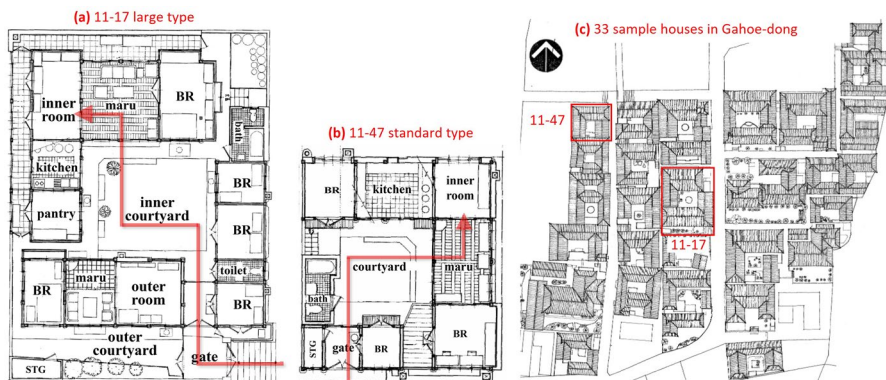 (a) 11-17 large type
inner
room
maru
BR
bath
kitchen
pantry
inner
courtyard
BR
BR
toilet
BR
BR
maru
outer
room
outer
courtyard
gate
STG
(b) 11-47 standard type
BR
kitchen
inner
room
courtyard
maru
bath
STG
gate
BR
BR
(c) 33 sample houses in Gahoe-dong
11-47
11-17